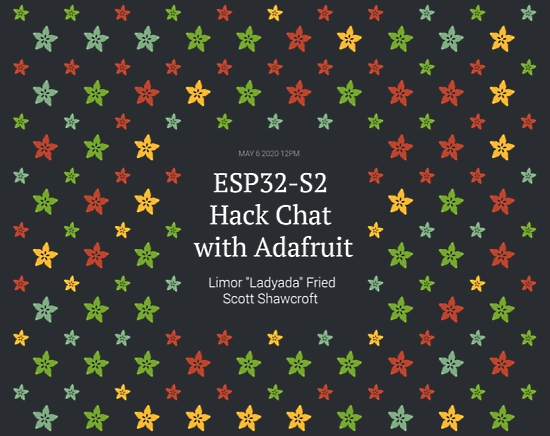 MAY 6 2020 12PM
ESP32-S2
Hack Chat
with Adafruit
Limor "Ladyada" Fried
Scott Shawcroft